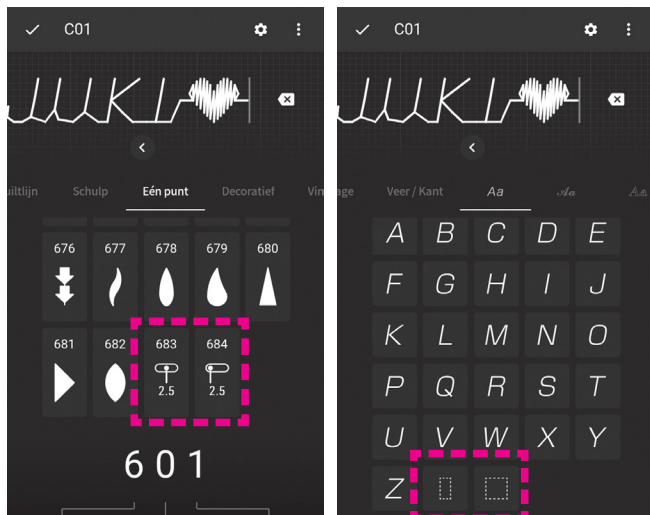 C01
uiltlijn Schulp Eén punt Decoratief Vin
676 677 678 679 680
681 682 683 684
2.5 2.5
601
C01
ge Veer / Kant Aa Aa Aa
A B C D E
F G H I J
K L M N O
P Q R S T
U V W X Y
Z